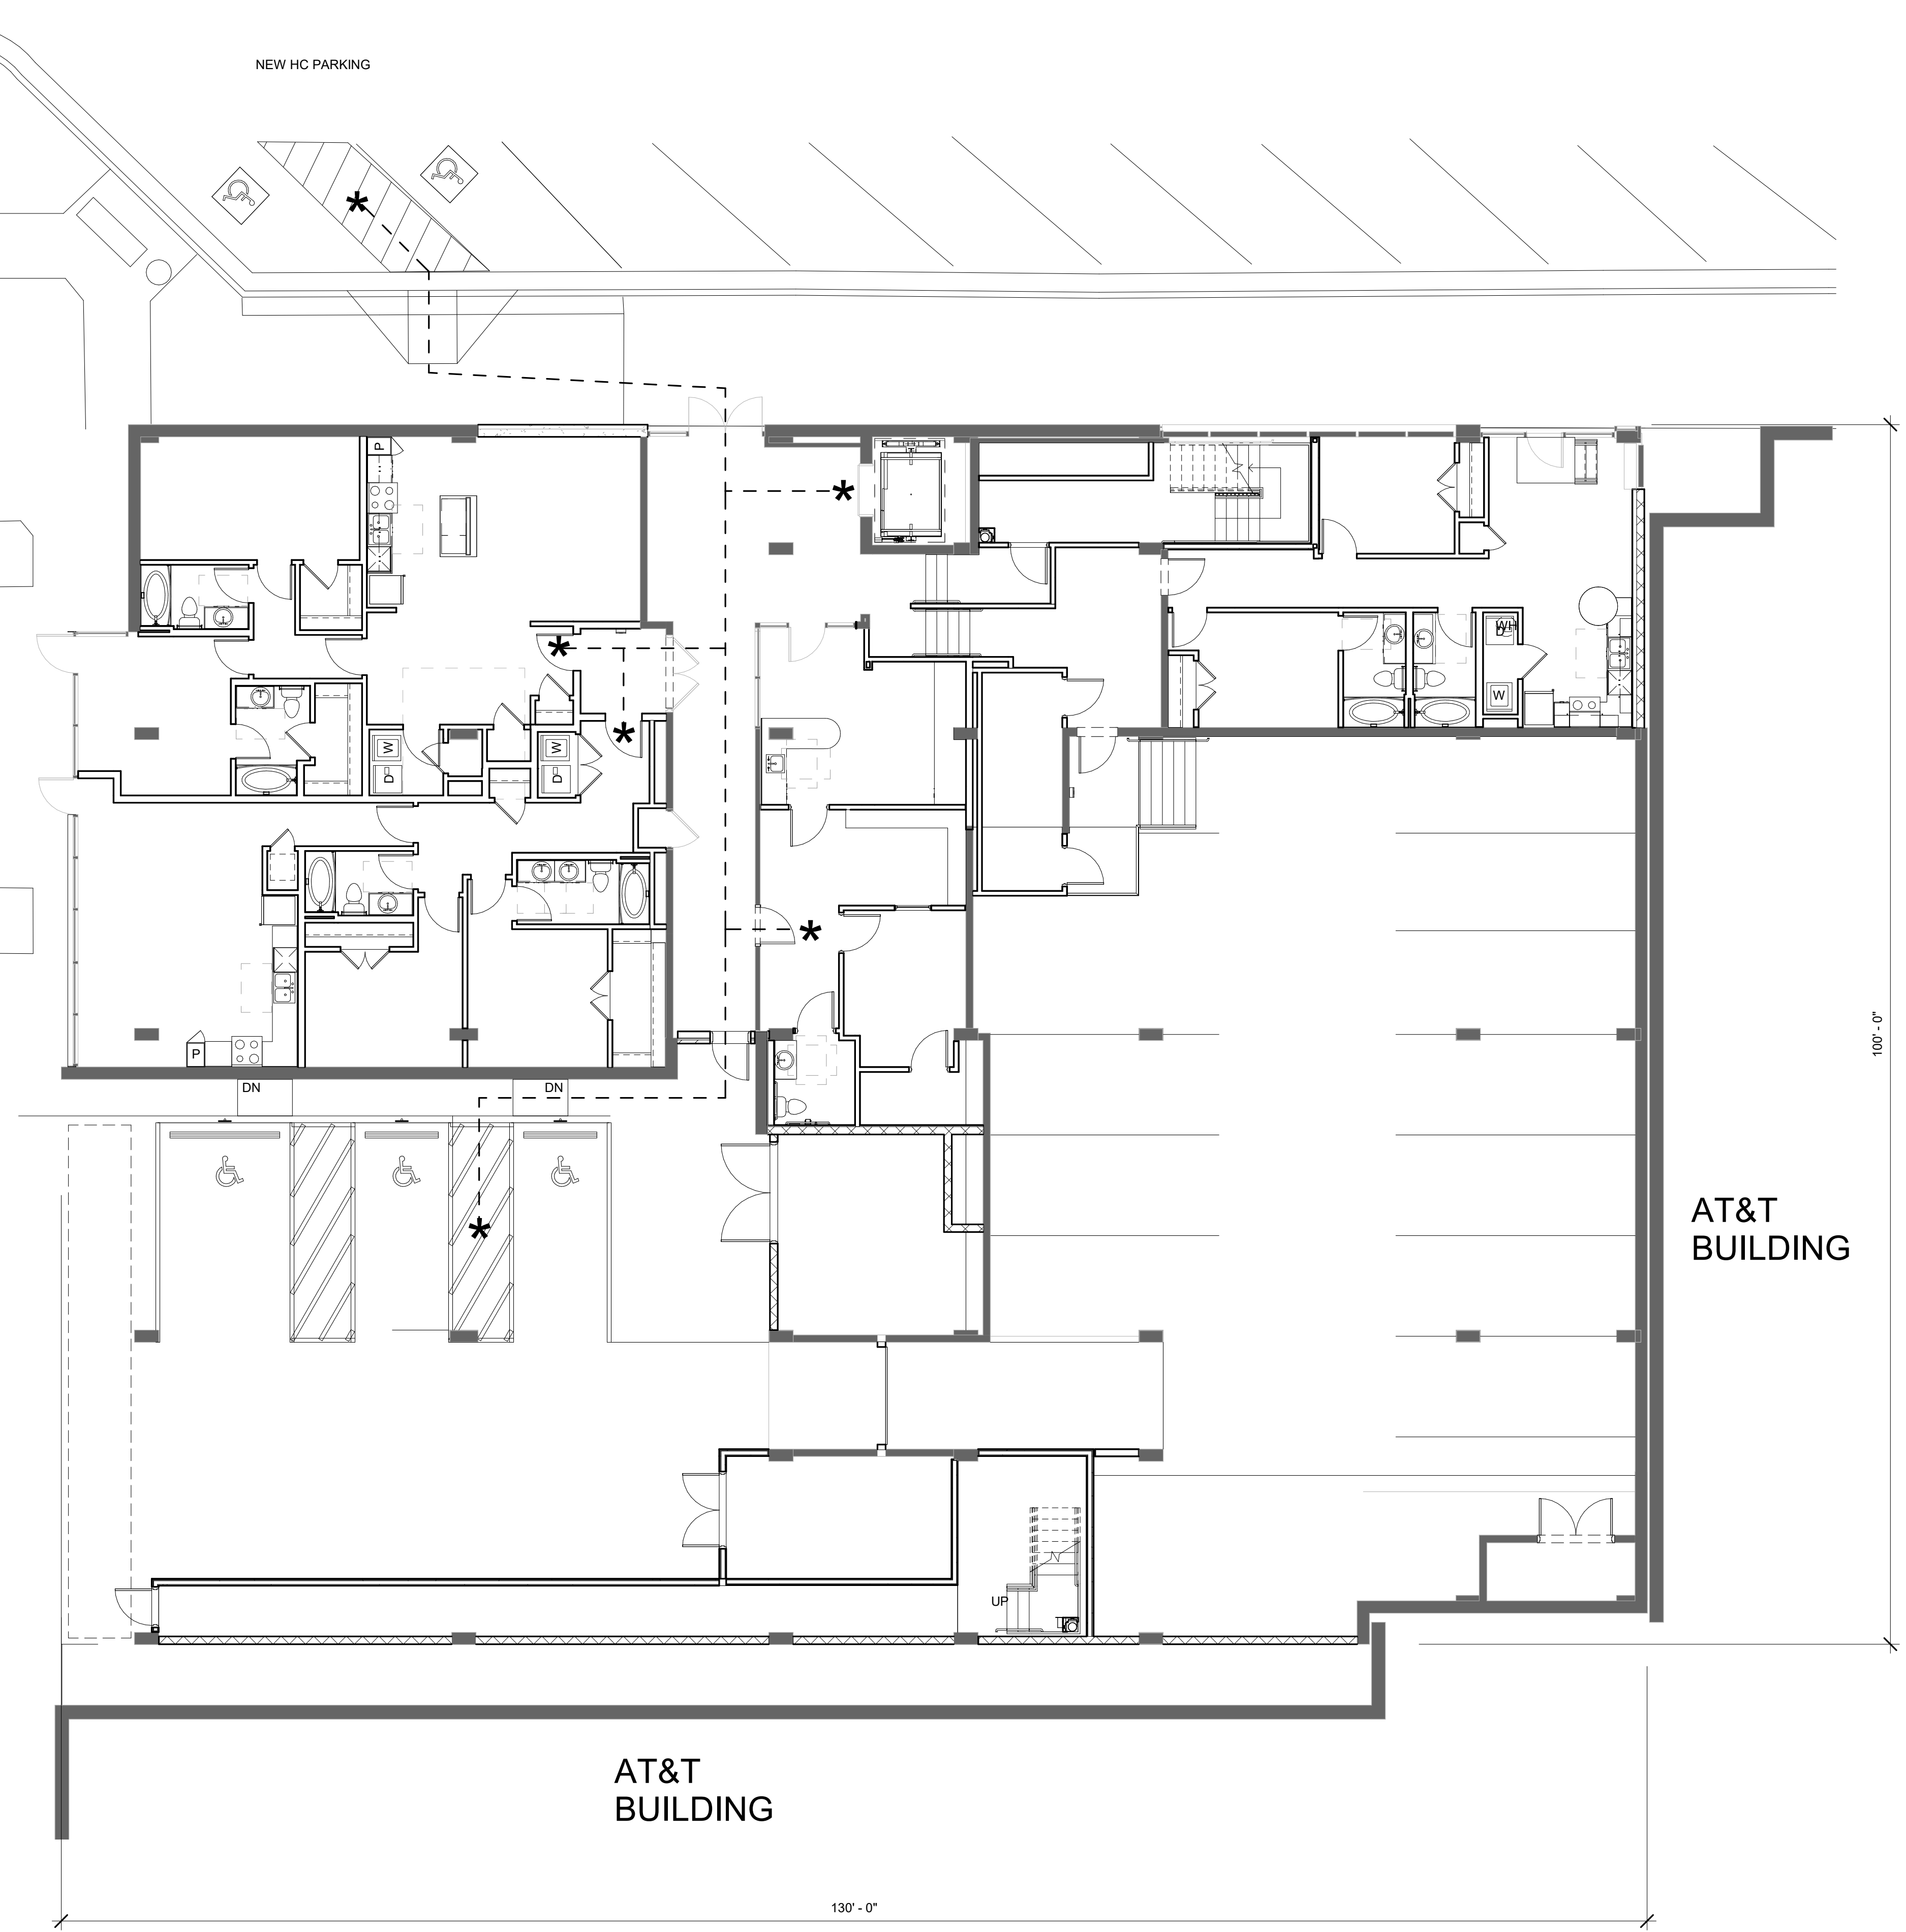 NEW HC PARKING
P
WH
W
W
D
W
D
P
DN
DN
100' - 0"
AT&T
BUILDING
UP
AT&T
BUILDING
130' - 0"